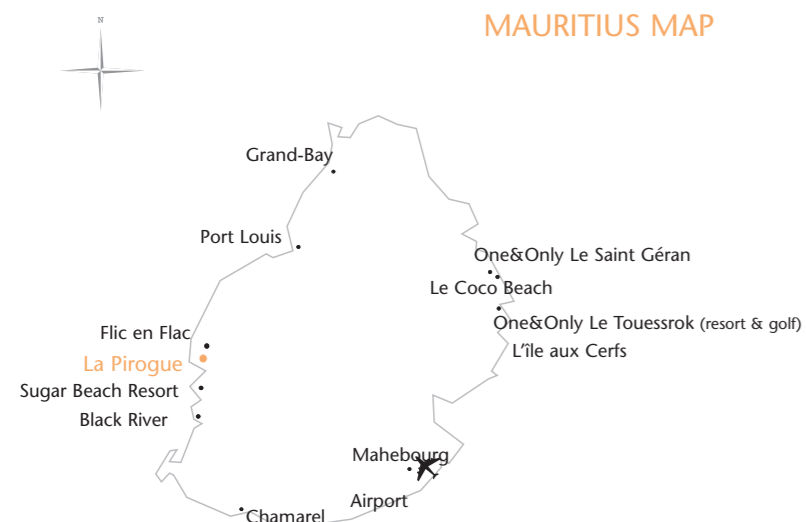 N
MAURITIUS MAP
Grand-Bay
Port Louis
One&Only Le Saint Géran
Le Coco Beach
One&Only Le Touessrok (resort & golf)
Flic en Flac
L'île aux Cerfs
La Pirogue
Sugar Beach Resort
Black River
Mahebourg
Airport
Chamarel